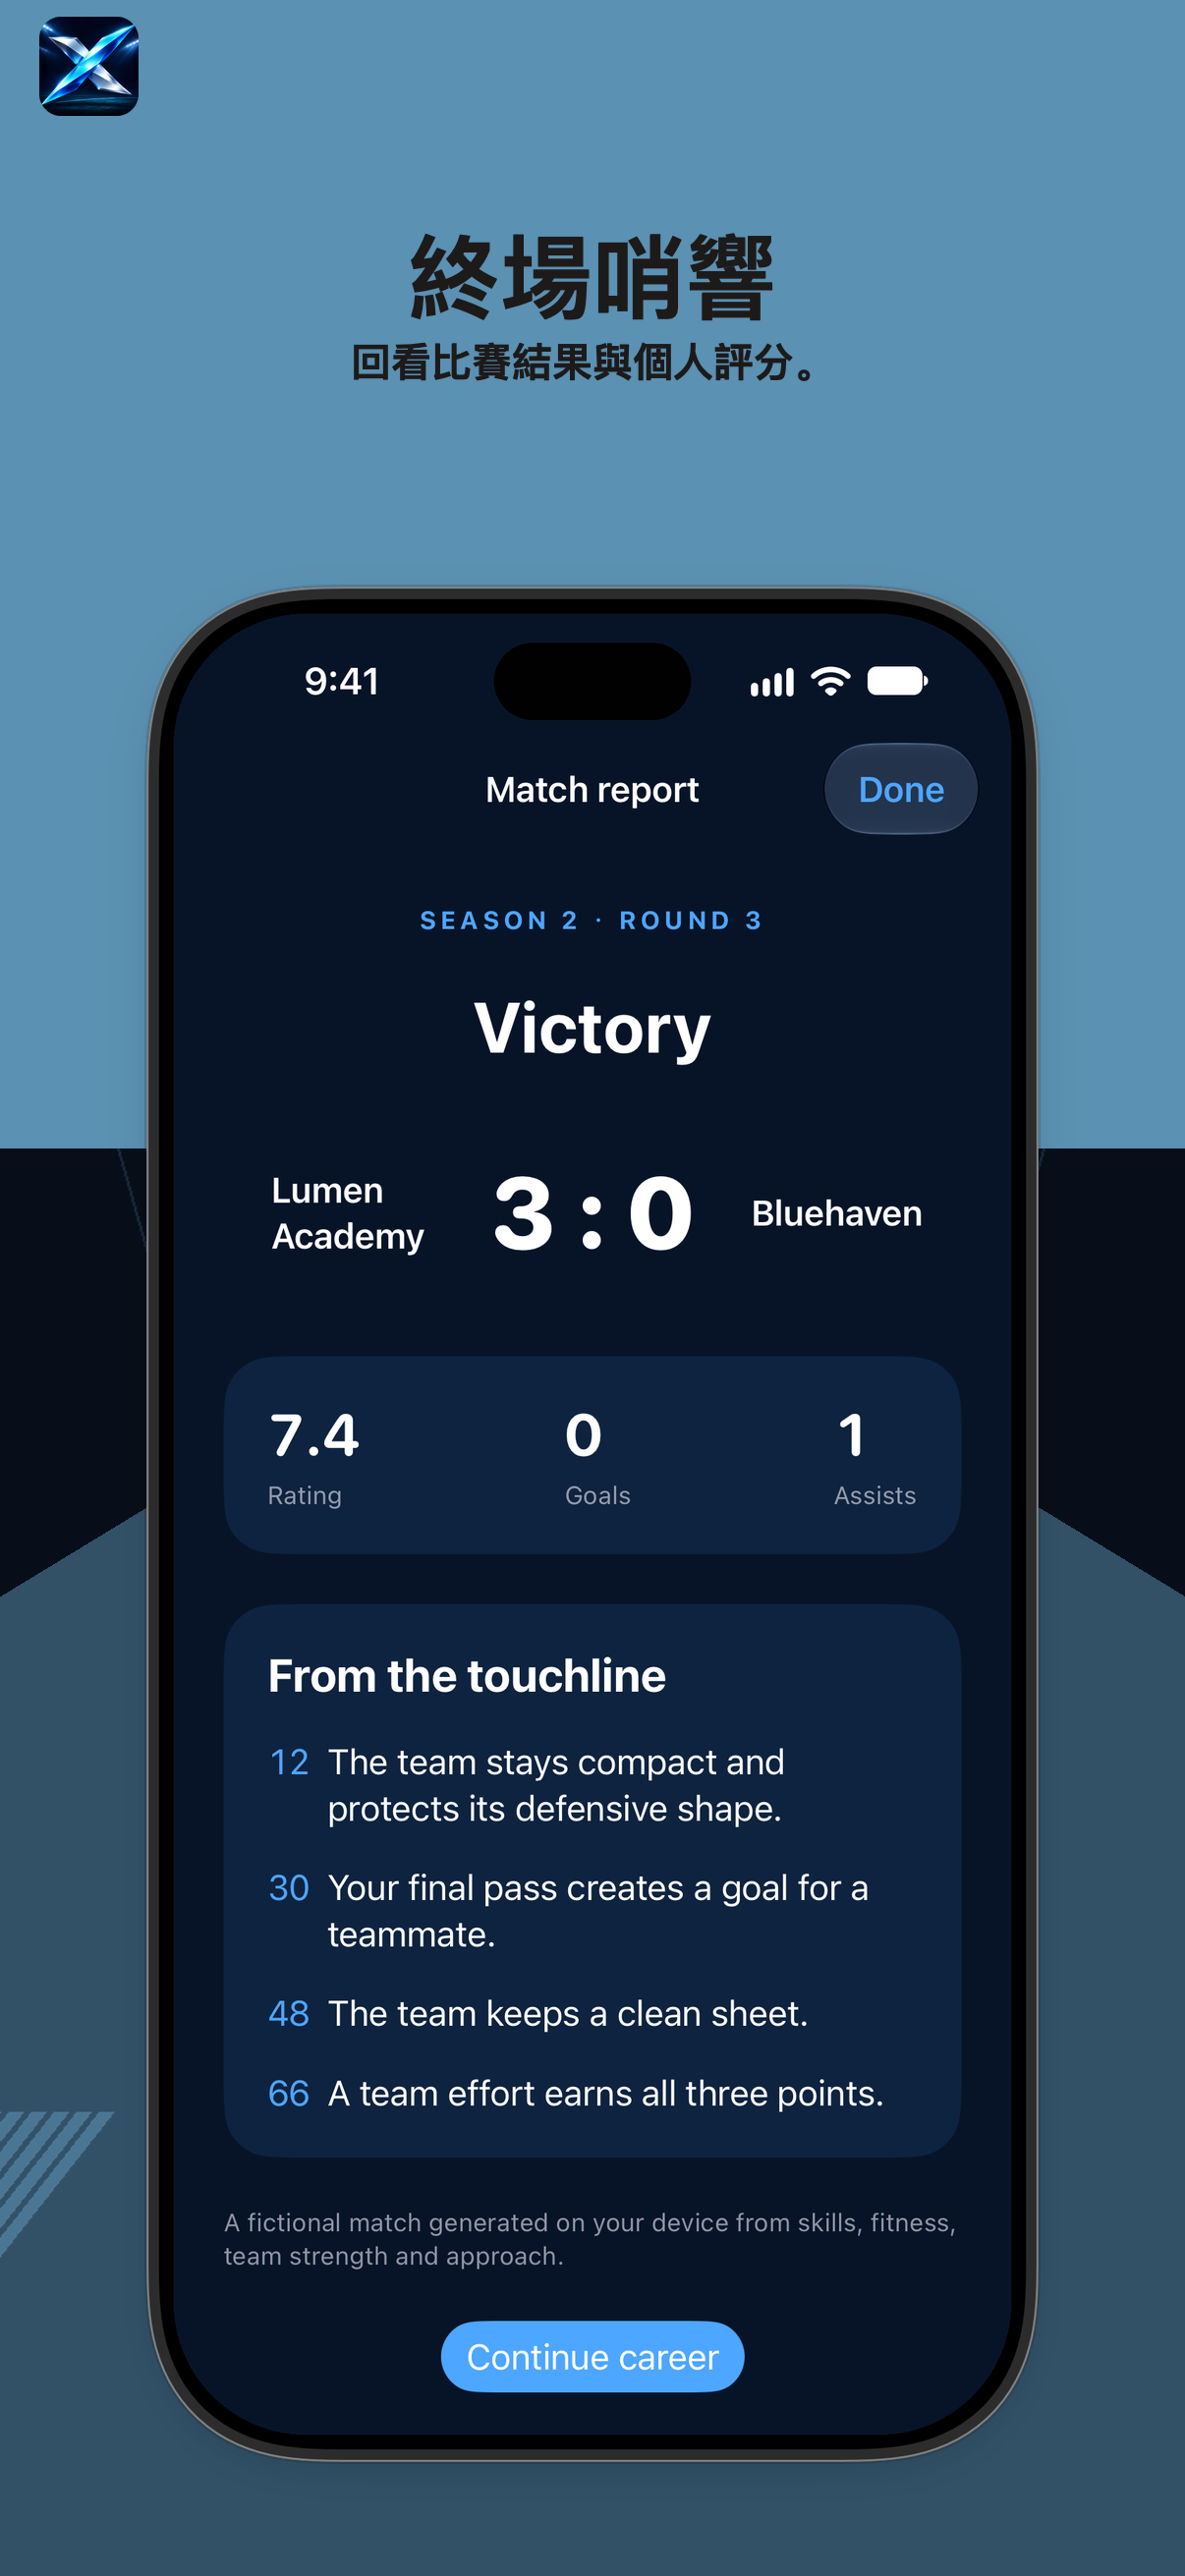 終場哨響
回看比賽結果與個人評分。
9:41
Match report
Done
SEASON 2 · ROUND 3
Victory
Lumen
Academy
3 : 0
Bluehaven
7.4
0
1
Rating
Goals
Assists
From the touchline
12 The team stays compact and
protects its defensive shape.
30 Your final pass creates a goal for a
teammate.
48 The team keeps a clean sheet.
66 A team effort earns all three points.
A fictional match generated on your device from skills, fitness,
team strength and approach.
Continue career